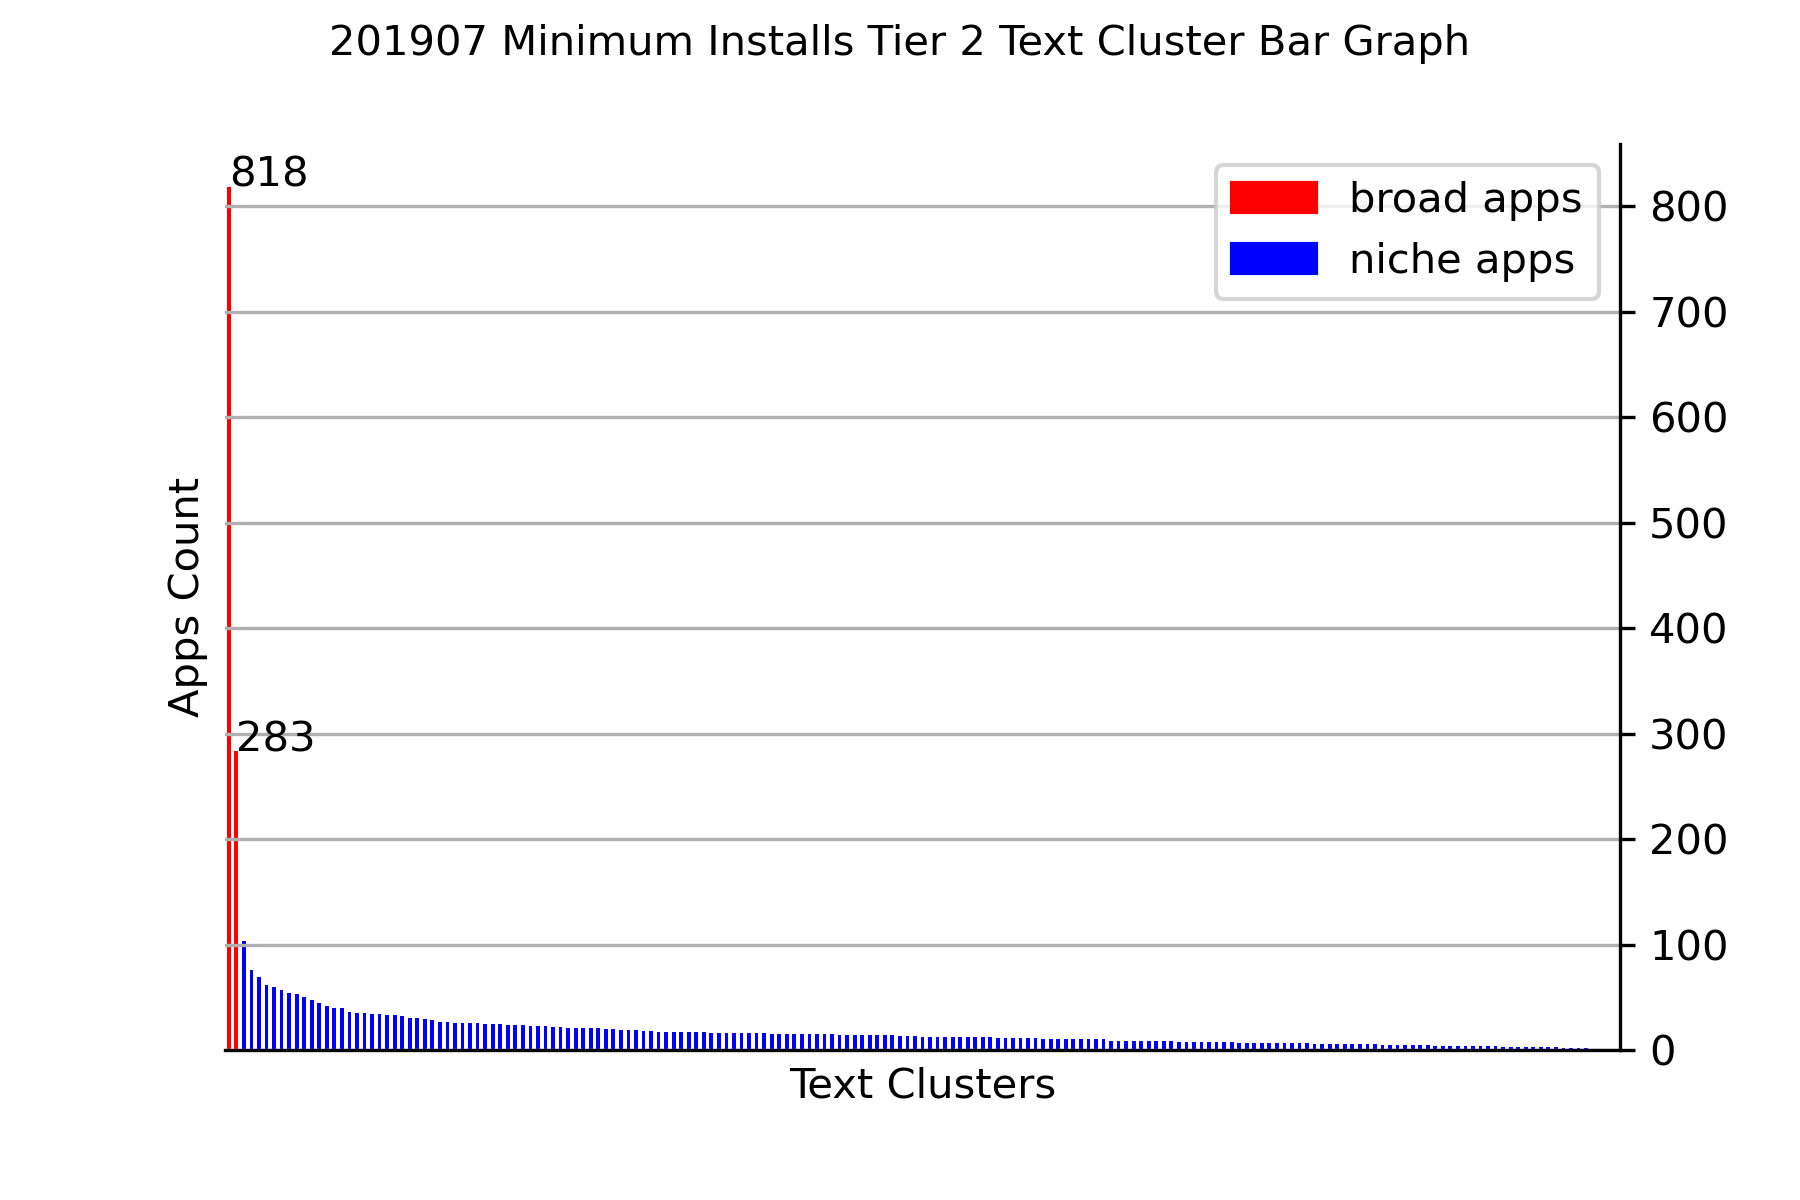 201907 Minimum Installs Tier 2 Text Cluster Bar Graph
818
broad apps
niche apps
800
700
600
500
400
300
200
100
0
283
Apps Count
Text Clusters